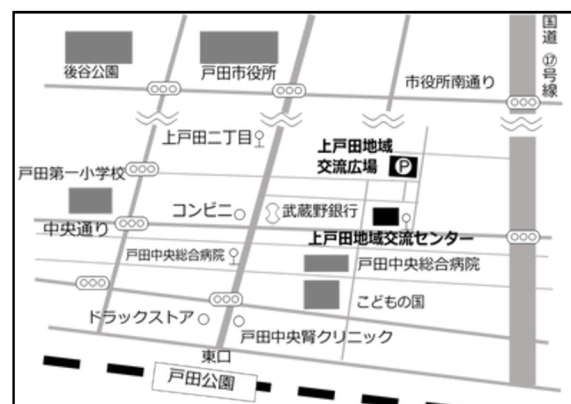 国道⑰号線
後谷公園
戸田市役所
市役所南通り
上戸田二丁目
上戸田地域
交流広場
P
戸田第一小学校
コンビニ
武蔵野銀行
中央通り
上戸田地域交流センター
戸田中央総合病院
戸田中央総合病院
こどもの国
ドラックストア
戸田中央腎クリニック
東口
戸田公園